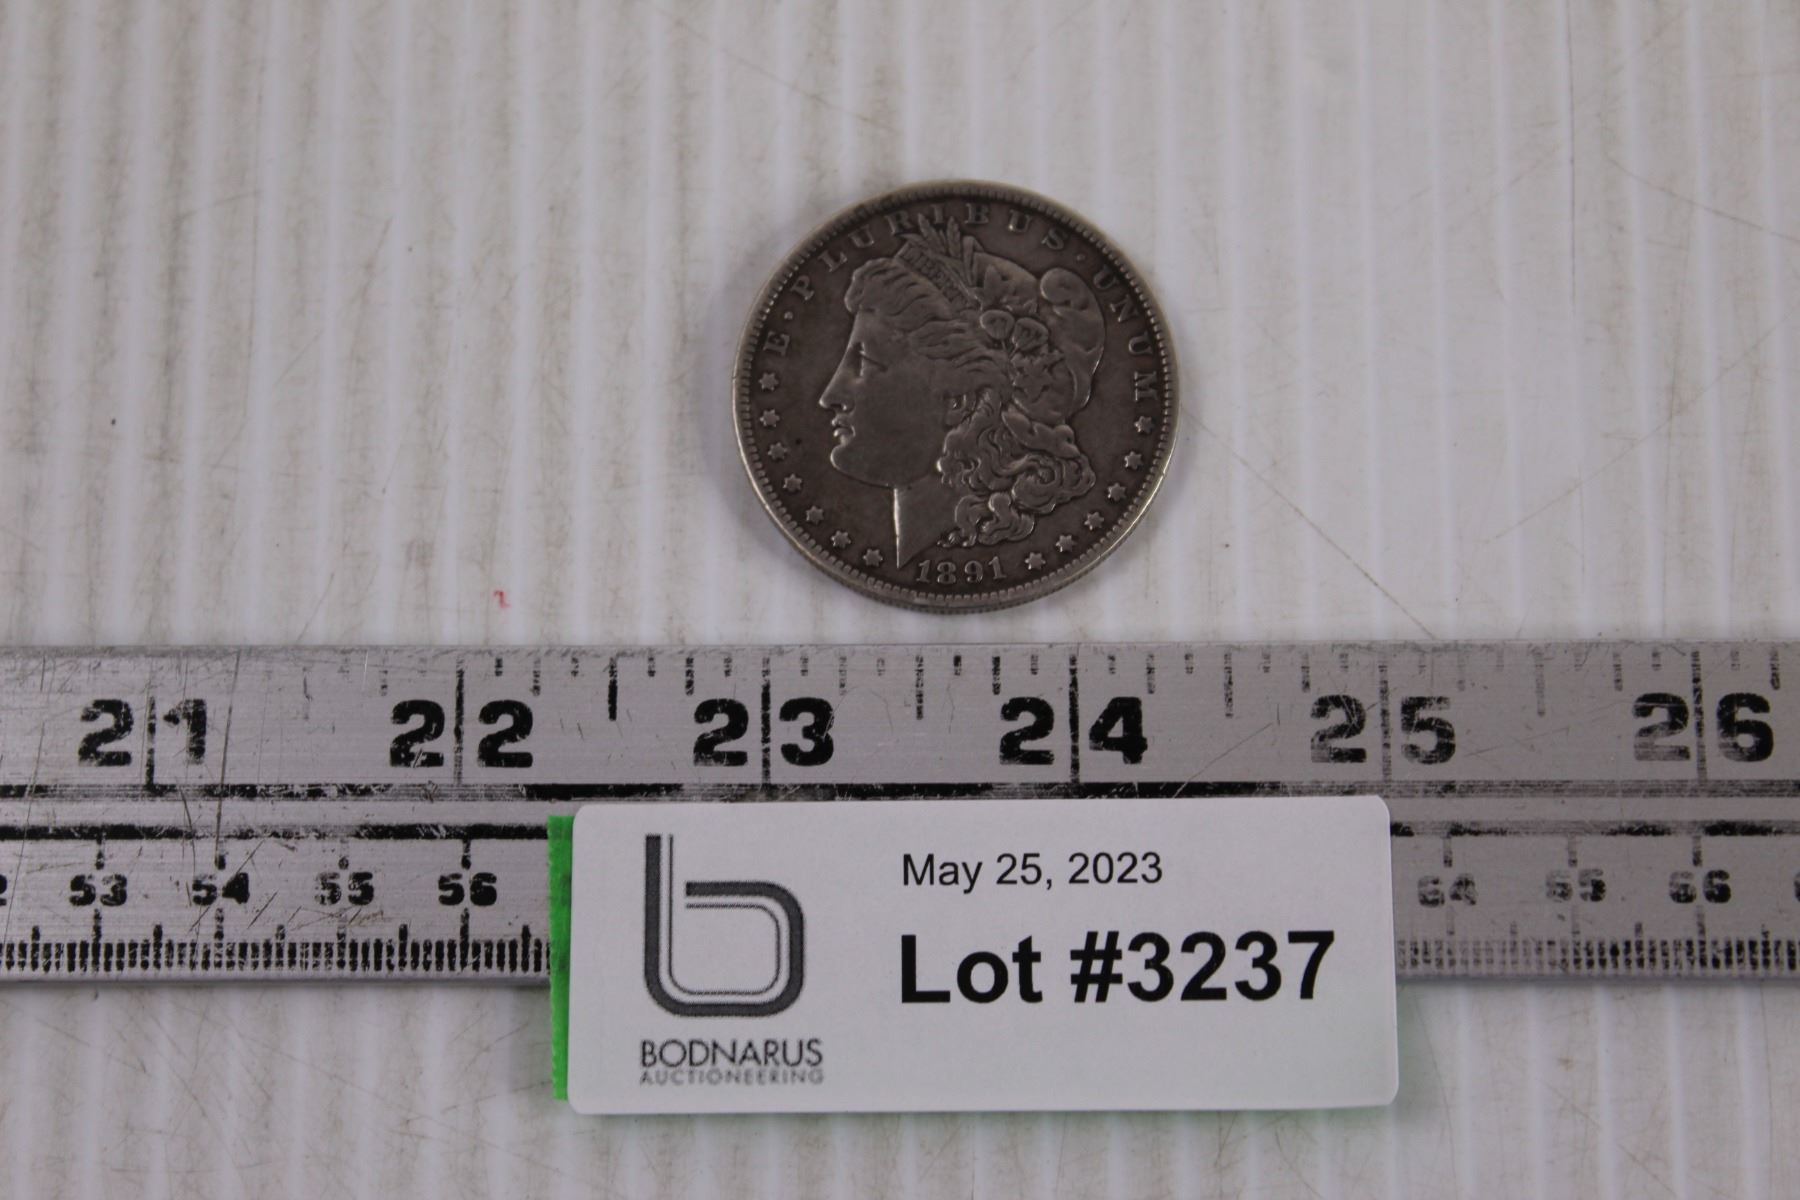 E · PLURIBUS · UNUM
LIBERTY
1891
21 22 23 24 25 26
53 54 55 56 64 65 66
May 25, 2023
Lot #3237
b
BODNARUS
AUCTIONEERING